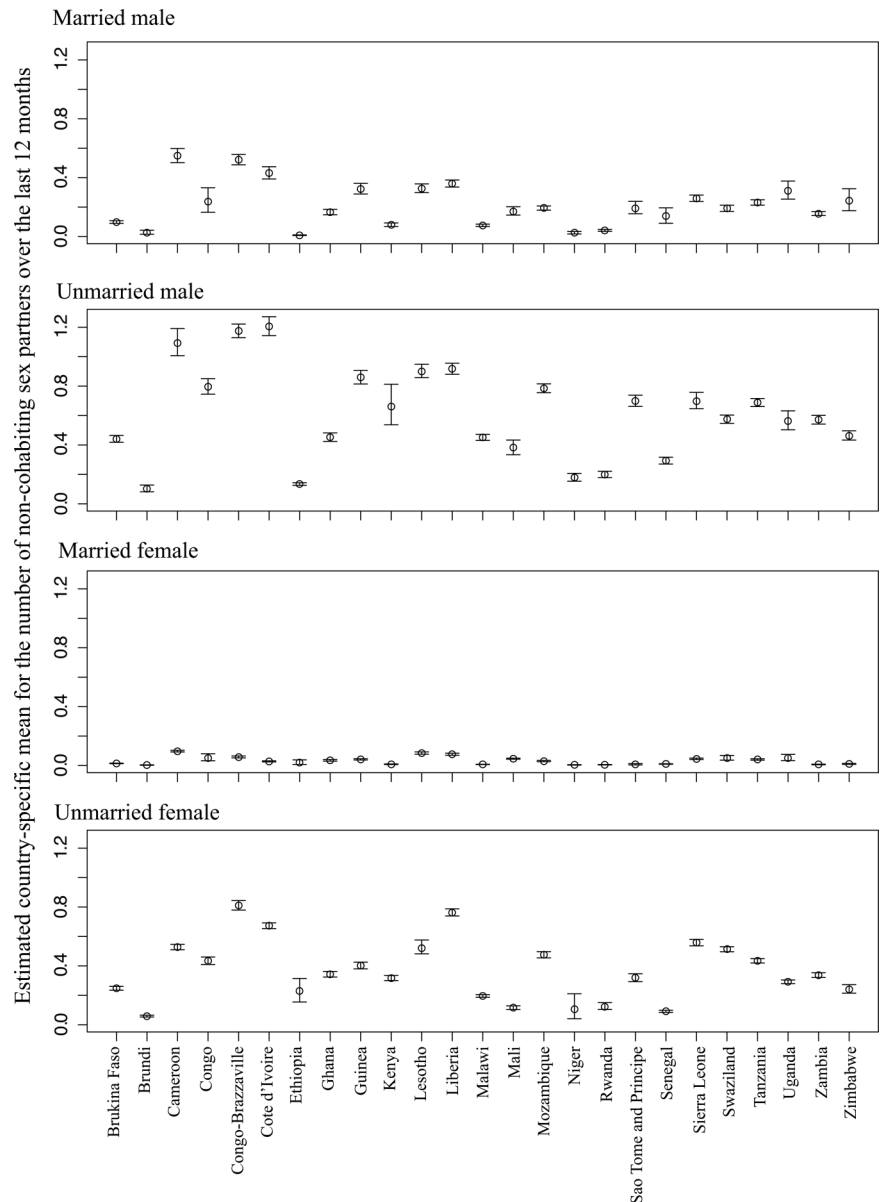 Estimated country-specific mean for the number of non-cohabiting sex partners over the last 12 months
Married male
1.2
0.8
0.4
0.0
Unmarried male
1.2
0.8
0.4
0.0
Married female
1.2
0.8
0.4
0.0
Unmarried female
1.2
0.8
0.4
0.0
Brukina Faso
Brundi
Cameroon
Congo
Congo-Brazzaville
Cote d'Ivoire
Ethiopia
Ghana
Guinea
Kenya
Lesotho
Liberia
Malawi
Mali
Mozambique
Niger
Rwanda
Sao Tome and Principe
Senegal
Sierra Leone
Swaziland
Tanzania
Uganda
Zambia
Zimbabwe